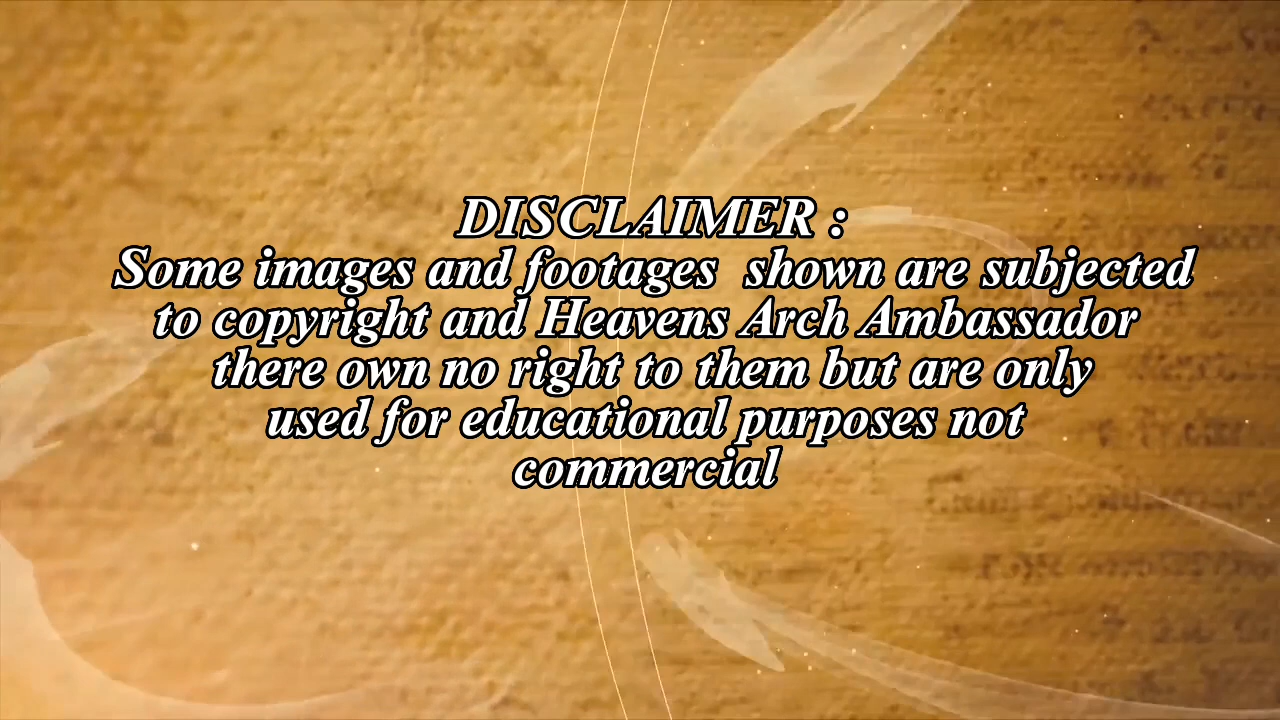 DISCLAIMER :
Some images and footages shown are subjected
to copyright and Heavens Arch Ambassador
there own no right to them but are only
used for educational purposes not
commercial